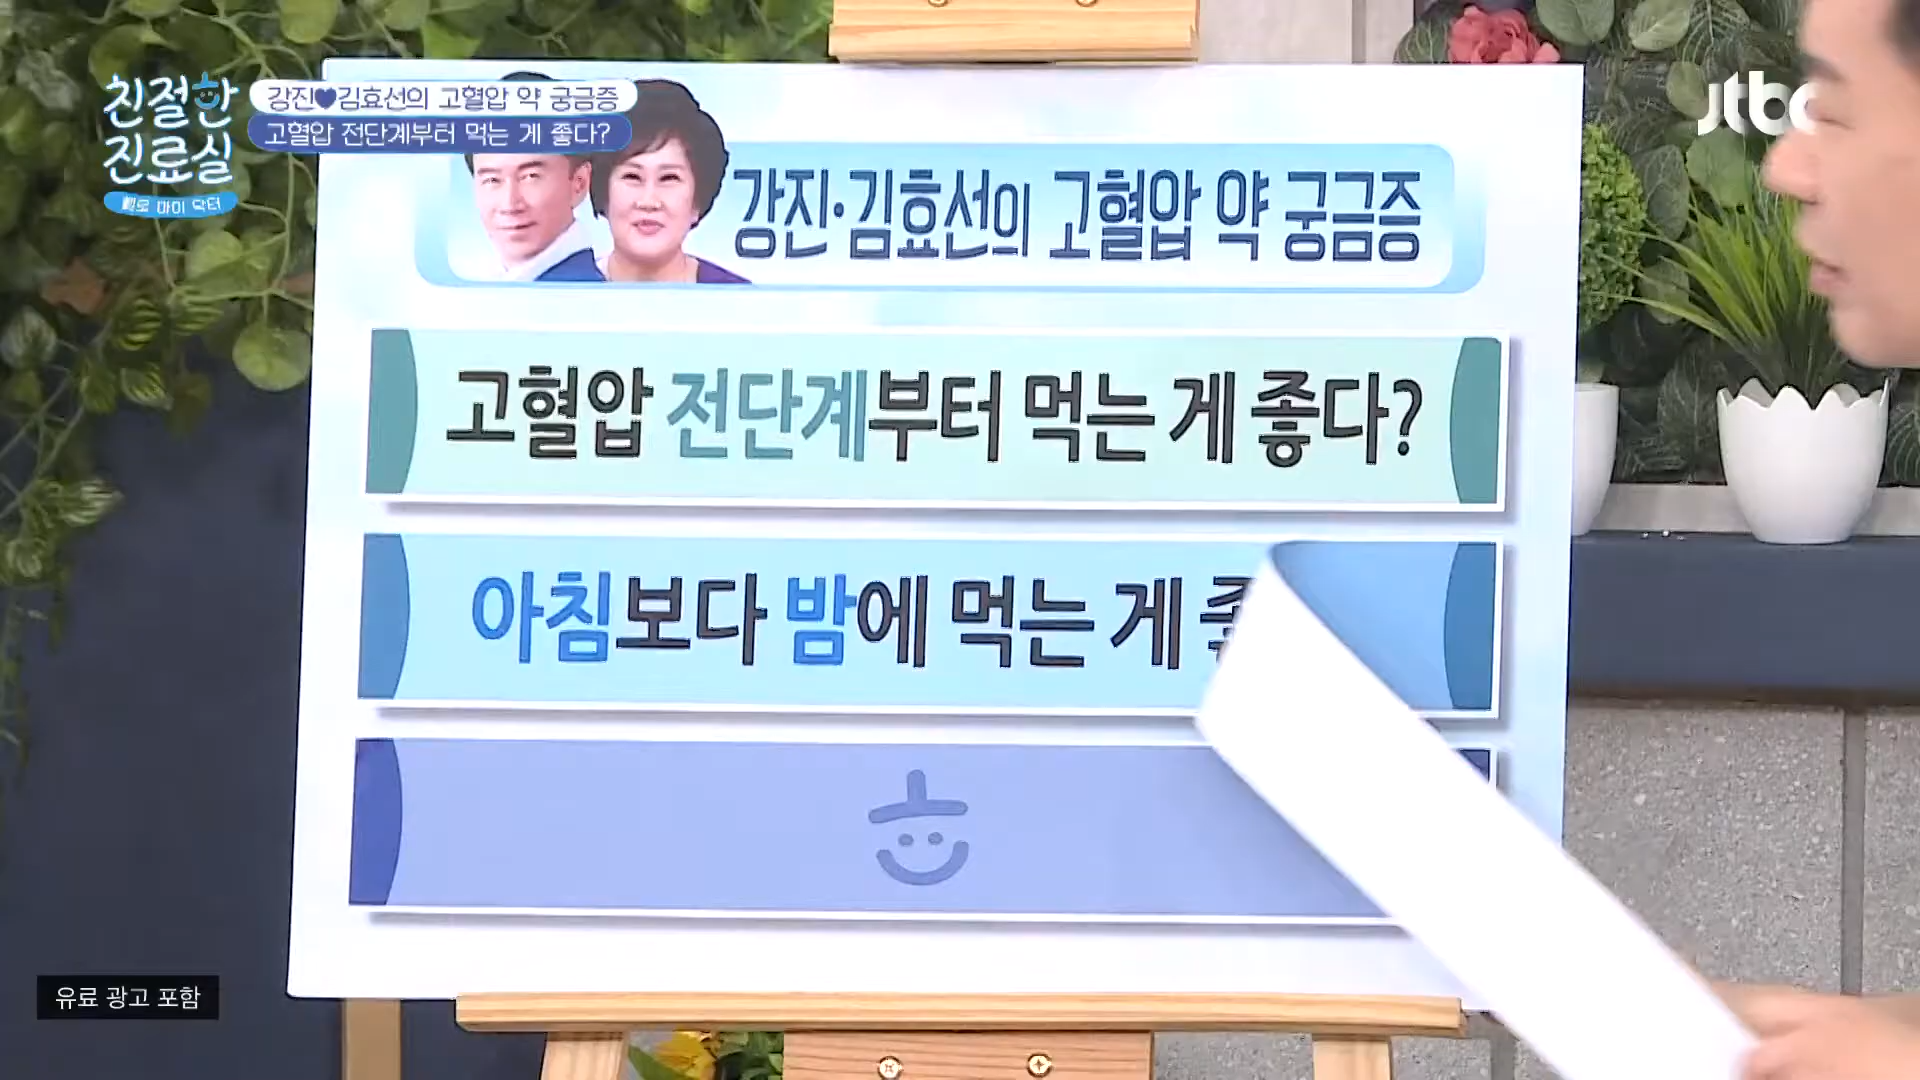 친절한
진료실
헬로 마이 닥터
강진♥김효선의 고혈압 약 궁금증
고혈압 전단계부터 먹는 게 좋다?
jtbc
강진·김효선의 고혈압 약 궁금증
고혈압 전단계부터 먹는 게 좋다?
아침보다 밤에 먹는 게
유료 광고 포함